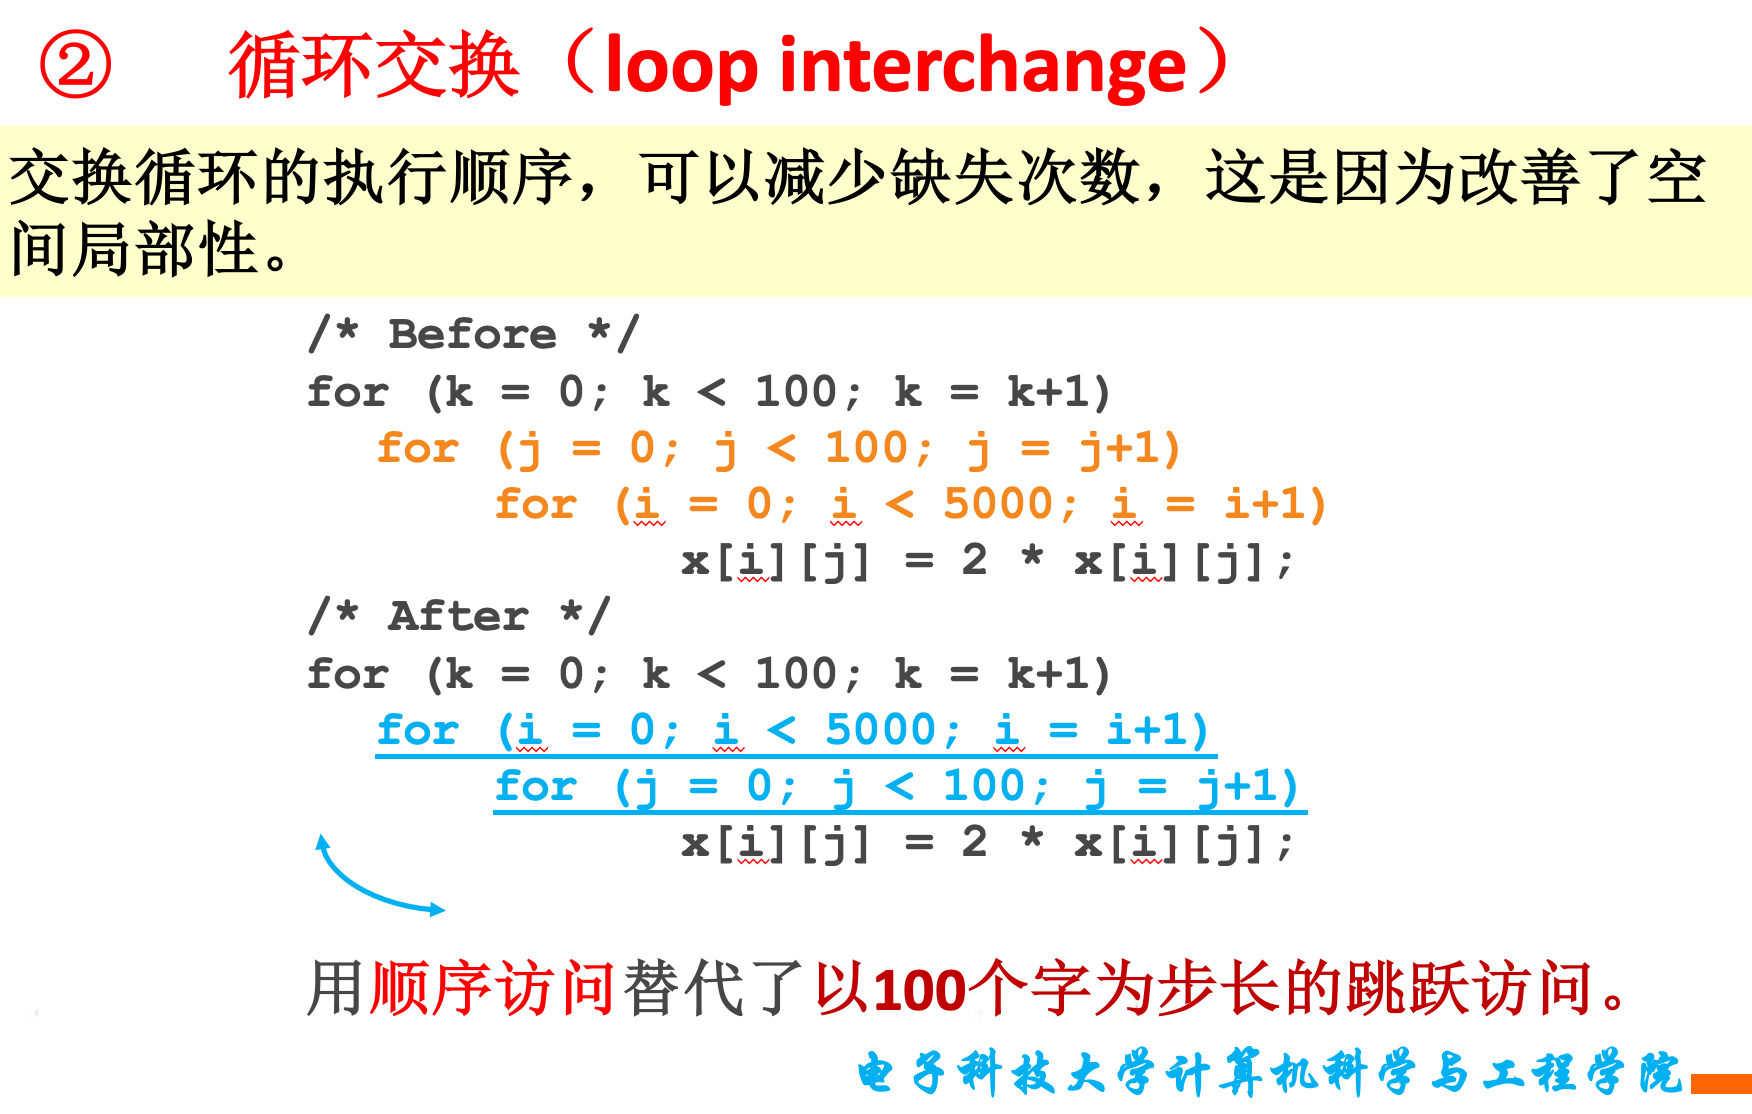 ② 循环交换（loop interchange）
交换循环的执行顺序，可以减少缺失次数，这是因为改善了空
间局部性。
/* Before */
for (k = 0; k < 100; k = k+1)
for (j = 0; j < 100; j = j+1)
for (i = 0; i < 5000; i = i+1)
x[i][j] = 2 * x[i][j];
/* After */
for (k = 0; k < 100; k = k+1)
for (i = 0; i < 5000; i = i+1)
for (j = 0; j < 100; j = j+1)
x[i][j] = 2 * x[i][j];
用顺序访问替代了以100个字为步长的跳跃访问。
电子科技大学计算机科学与工程学院